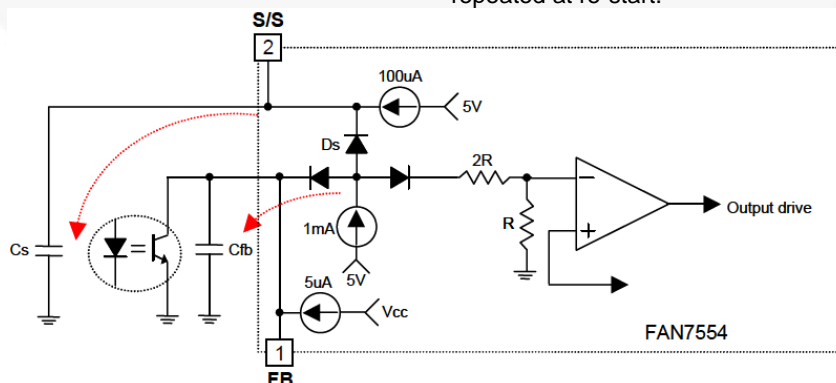 repeated at re-start.
S/S
2
100uA
5V
Ds
2R
R
Output drive
1mA
5V
Cs
Cfb
5uA
Vcc
FAN7554
1
FB